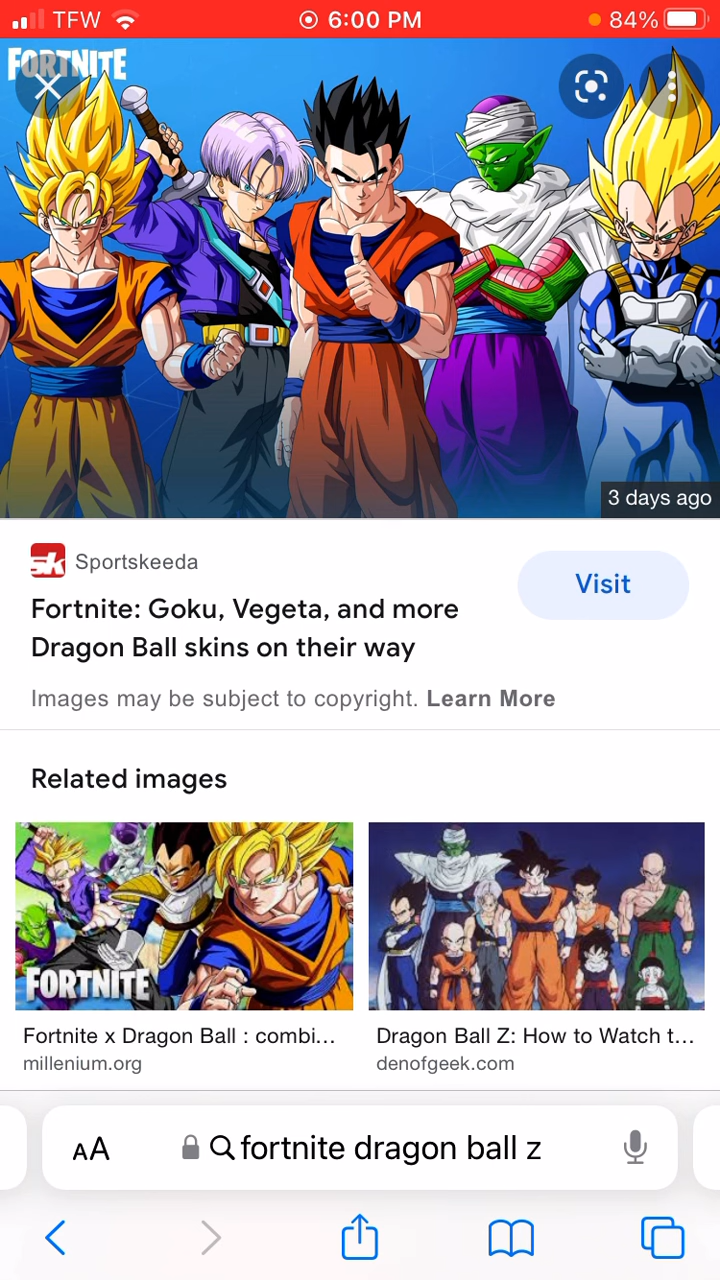 TFW 6:00 PM 84%
FORTNITE
3 days ago
sk Sportskeeda
Visit
Fortnite: Goku, Vegeta, and more
Dragon Ball skins on their way
Images may be subject to copyright. Learn More
Related images
FORTNITE
Fortnite x Dragon Ball : combi...
millenium.org
Dragon Ball Z: How to Watch t...
denofgeek.com
AA fortnite dragon ball z